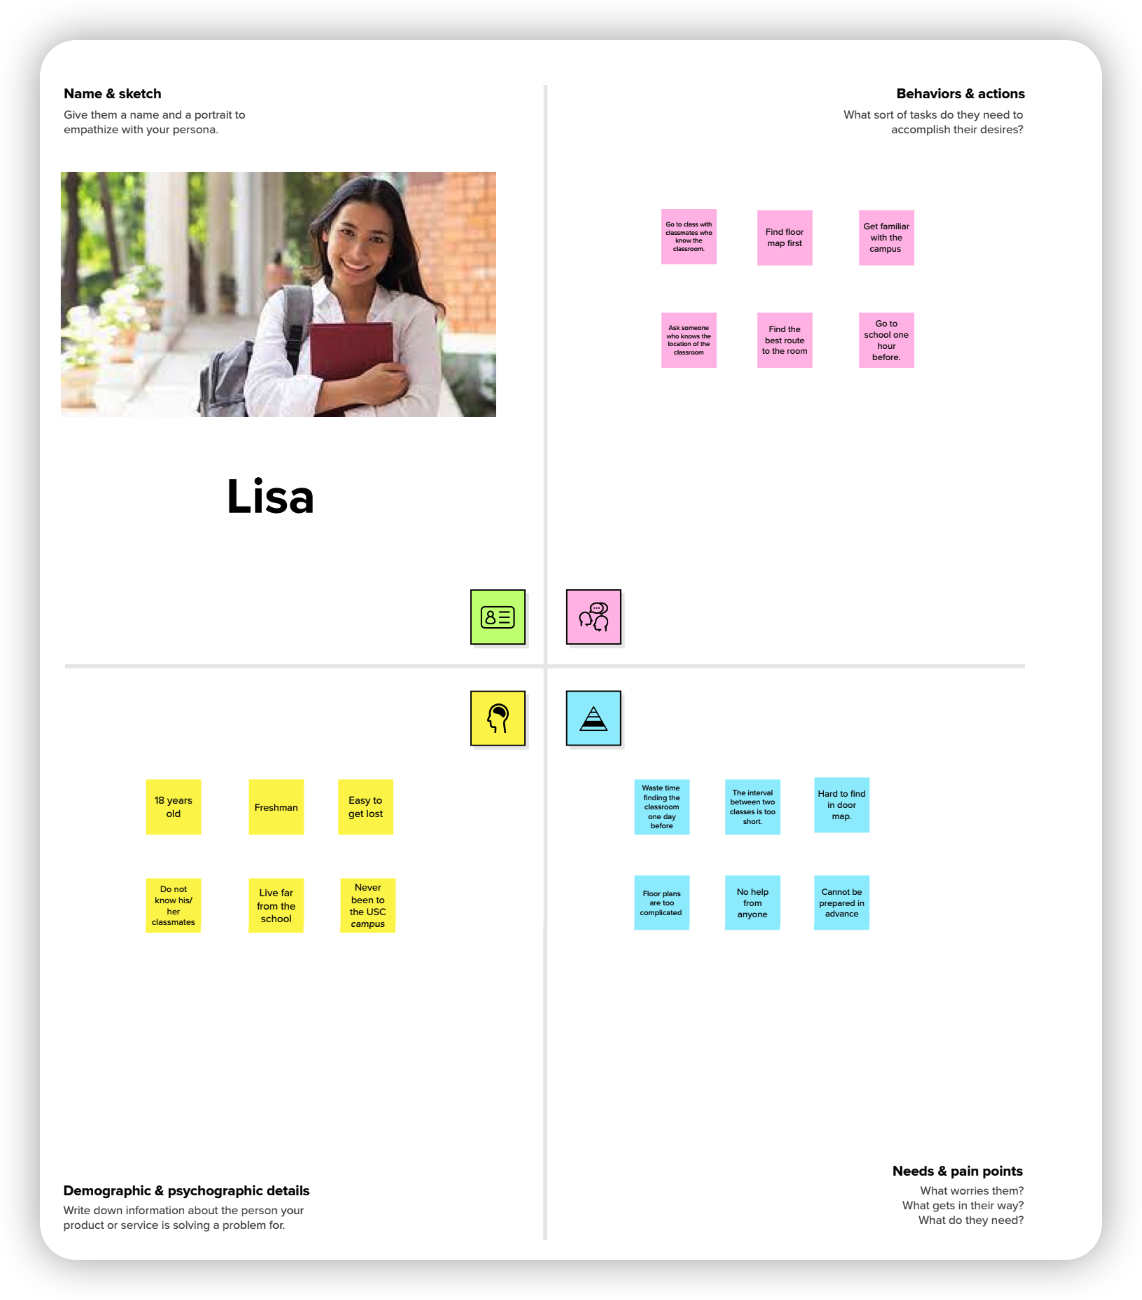 Name & sketch
Give them a name and a portrait to
empathize with your persona.
Lisa
Behaviors & actions
What sort of tasks do they need to
accomplish their desires?
Go to class with
classmates who
know the
classroom.
Find floor
map first
Get familiar
with the
campus
Ask someone
who knows the
location of the
classroom
Find the
best route
to the room
Go to
school one
hour
before.
18 years
old
Freshman
Easy to
get lost
Do not
know his/
her
classmates
Live far
from the
school
Never
been to
the USC
campus
Demographic & psychographic details
Write down information about the person your
product or service is solving a problem for.
Waste time
finding the
classroom
one day
before
The interval
between two
classes is too
short.
Hard to find
in door
map.
Floor plans
are too
complicated
No help
from
anyone
Cannot be
prepared in
advance
Needs & pain points
What worries them?
What gets in their way?
What do they need?